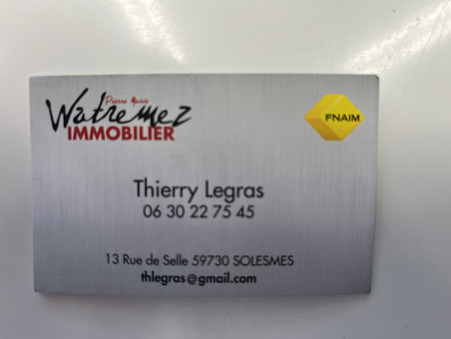 Pierre Marie
Watremez
IMMOBILIER
FNAIM
Thierry Legras
06 30 22 75 45
13 Rue de Selle 59730 SOLESMES
thlegras@gmail.com